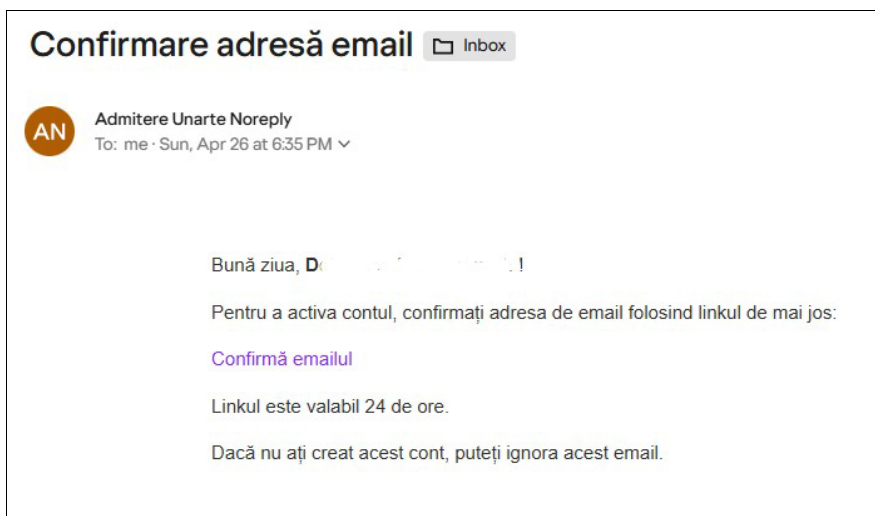 Confirmare adresă email Inbox
AN
Admitere Unarte Noreply
To: me · Sun, Apr 26 at 6:35 PM
Bună ziua, !
Pentru a activa contul, confirmați adresa de email folosind linkul de mai jos:
Confirmă emailul
Linkul este valabil 24 de ore.
Dacă nu ați creat acest cont, puteți ignora acest email.